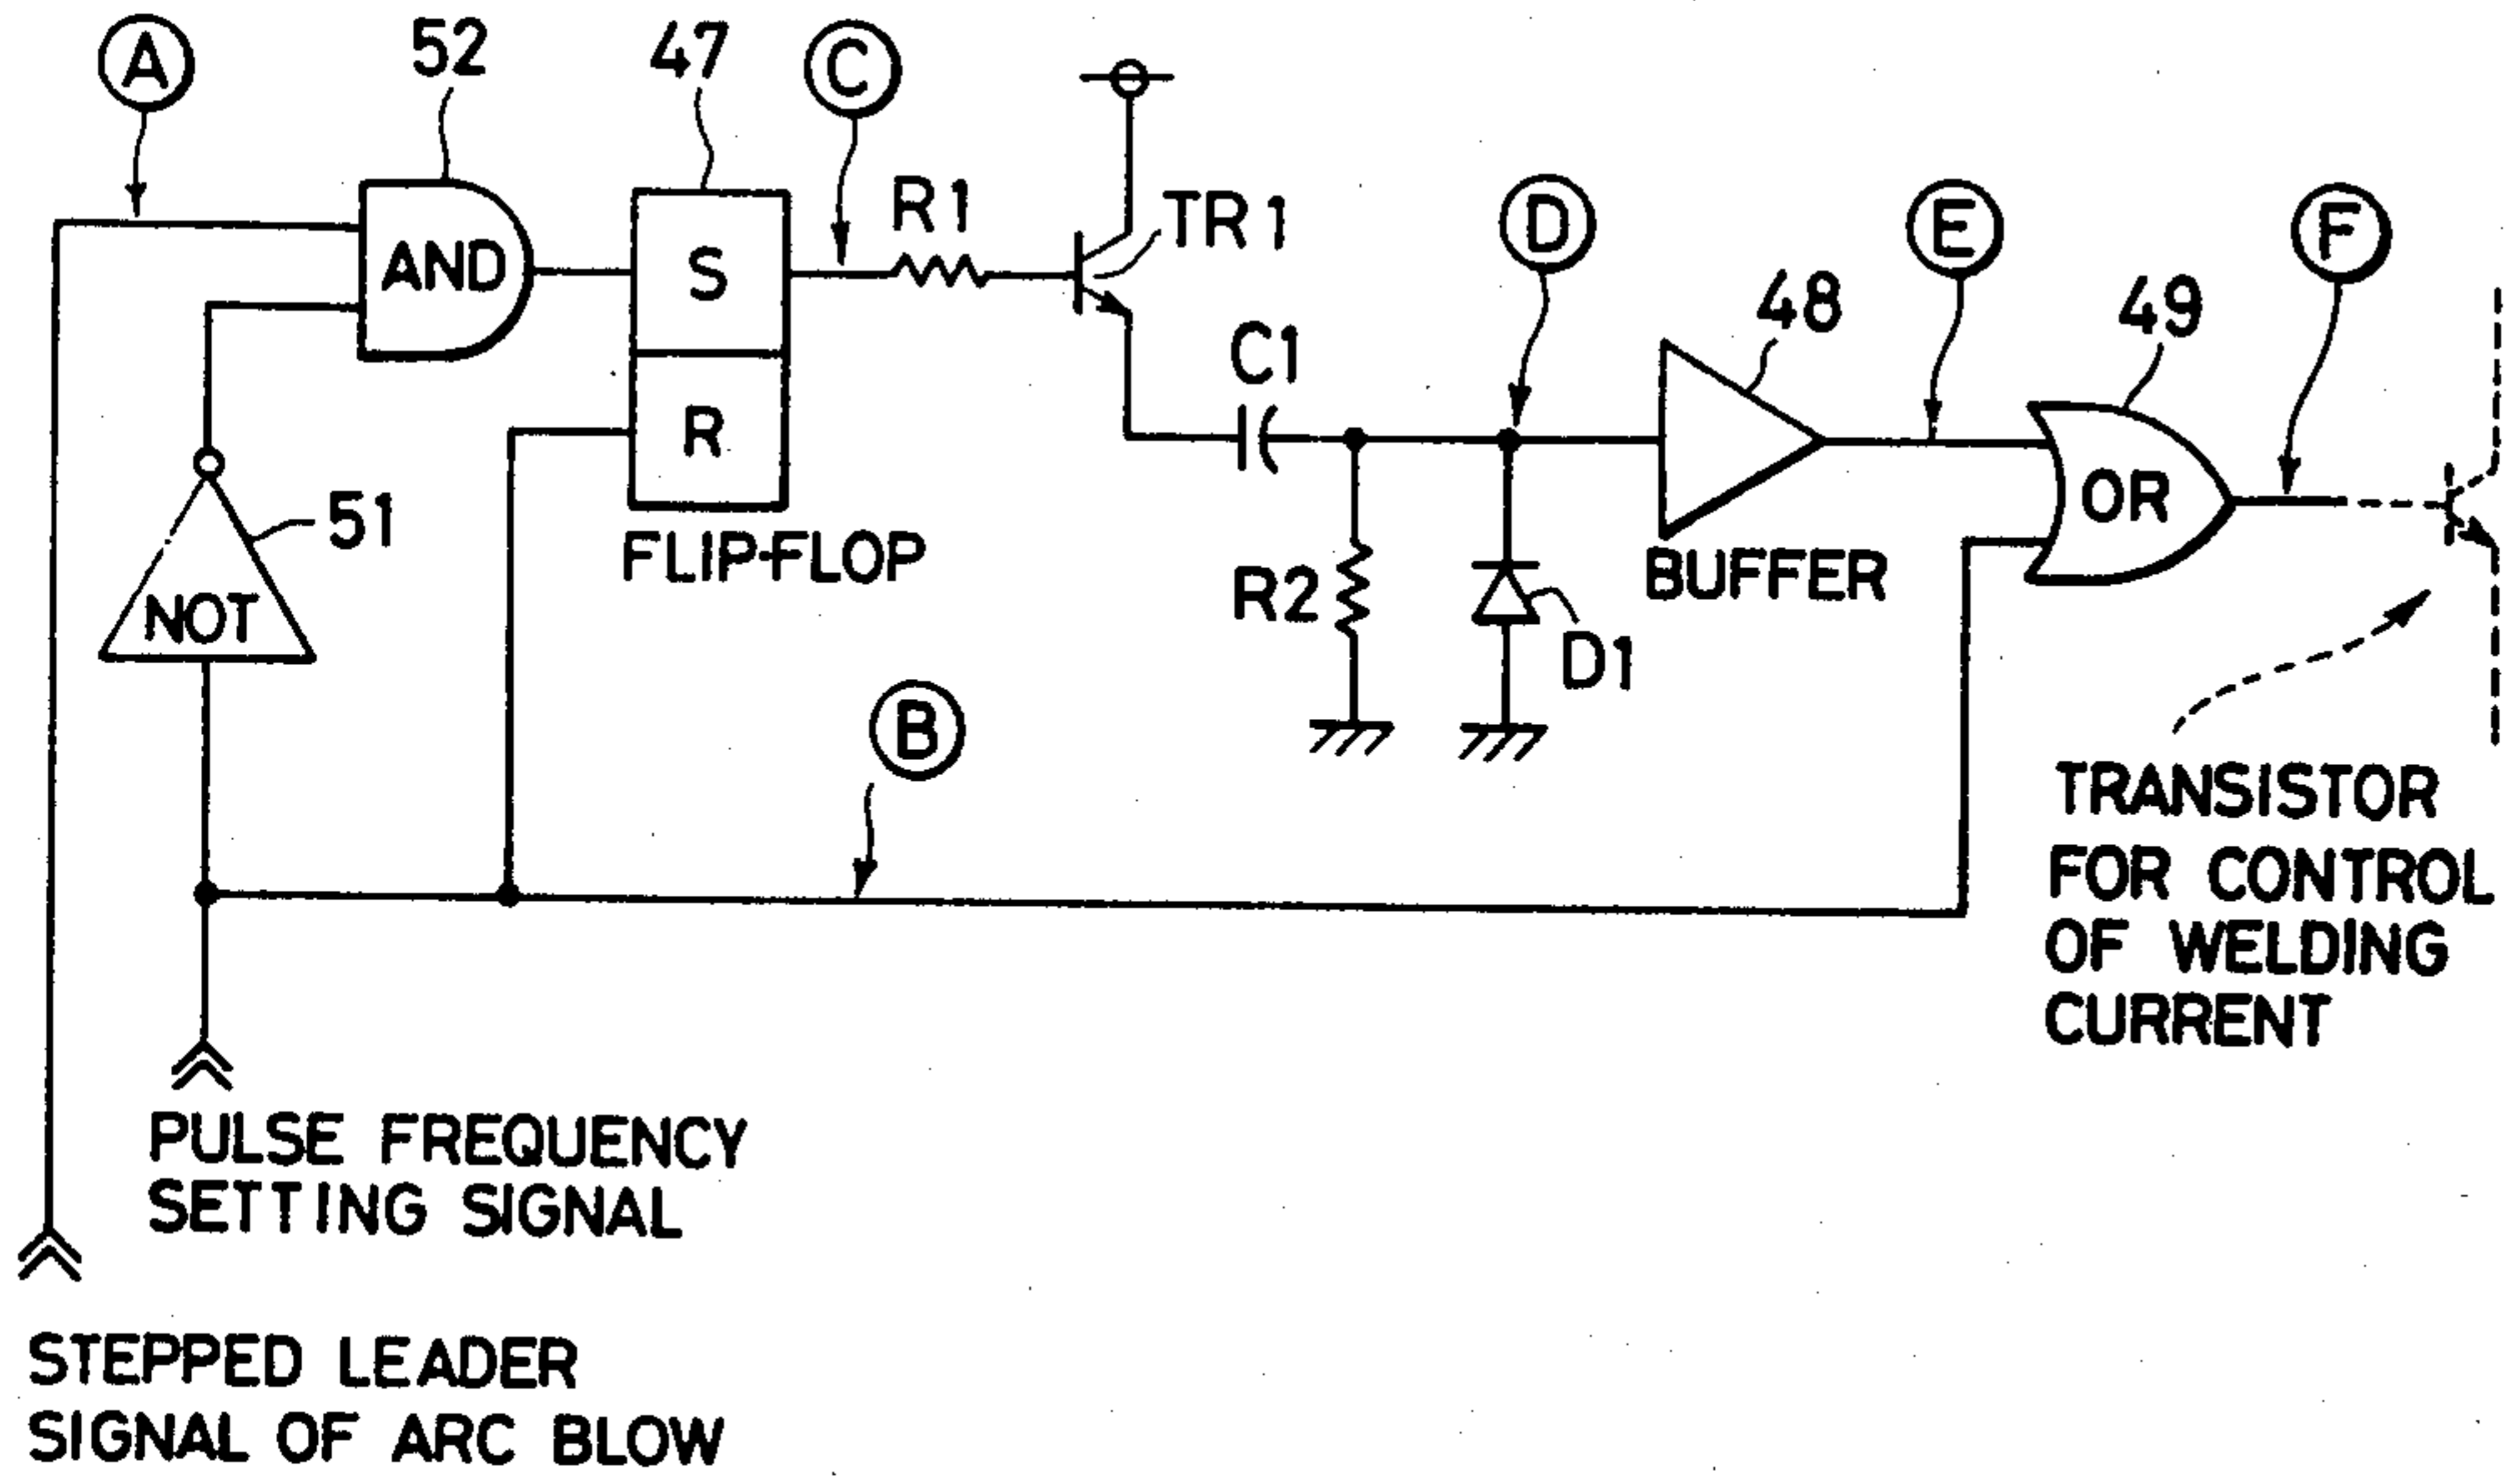 A
52
47
C
R1
TR1
D
E
F
AND
S
C1
48
49
R
51
OR
FLIP-FLOP
NOT
R2
BUFFER
D1
B
TRANSISTOR
FOR CONTROL
OF WELDING
CURRENT
PULSE FREQUENCY
SETTING SIGNAL
STEPPED LEADER
SIGNAL OF ARC BLOW